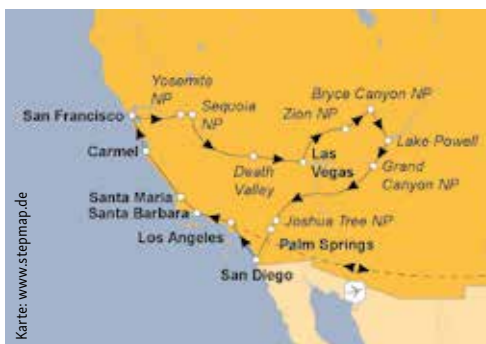 Yosemite
NP
Bryce Canyon NP
Sequoia
NP
Zion NP
San Francisco
Lake Powell
Carmel
Las
Vegas
Grand
Canyon NP
Death
Valley
Santa Maria
Santa Barbara
Joshua Tree NP
Los Angeles
Palm Springs
San Diego
Karte: www.stepmap.de